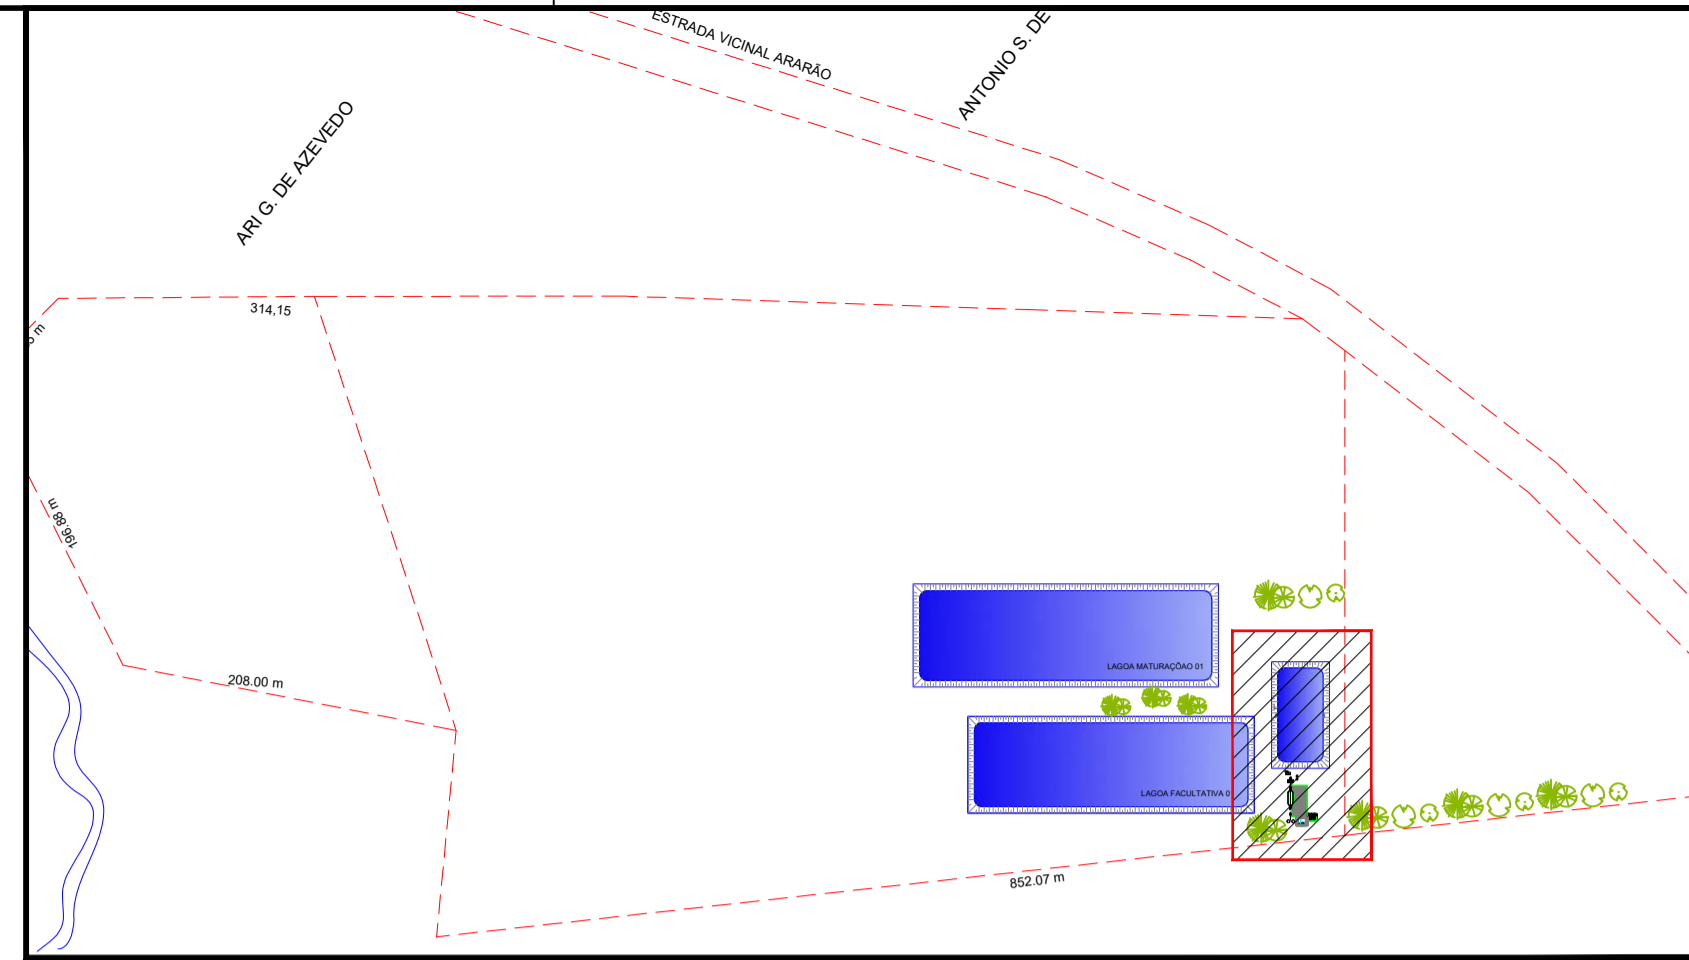 ESTRADA VICINAL ARARÃO
ANTONIO S. DE
ARI G. DE AZEVEDO
314,15
m
196.88 m
208.00 m
LAGOA MATURAÇÕAO 01
LAGOA FACULTATIVA 0
852.07 m